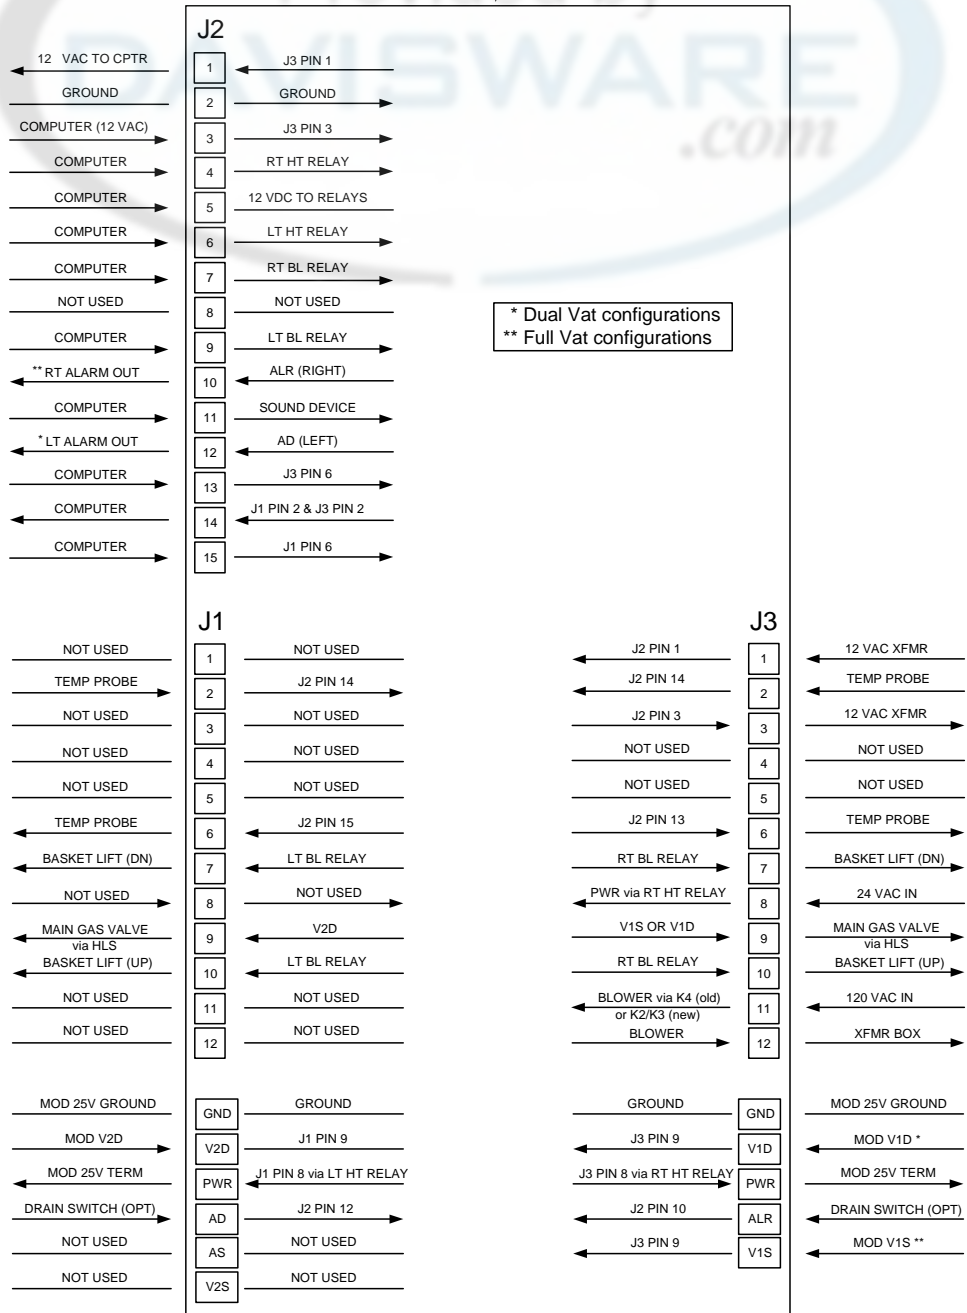 DAVISWARE
.com
J2
12 VAC TO CPTR 1 J3 PIN 1
GROUND 2 GROUND
COMPUTER (12 VAC) 3 J3 PIN 3
COMPUTER 4 RT HT RELAY
COMPUTER 5 12 VDC TO RELAYS
COMPUTER 6 LT HT RELAY
COMPUTER 7 RT BL RELAY
NOT USED 8 NOT USED
COMPUTER 9 LT BL RELAY
** RT ALARM OUT 10 ALR (RIGHT)
COMPUTER 11 SOUND DEVICE
* LT ALARM OUT 12 AD (LEFT)
COMPUTER 13 J3 PIN 6
COMPUTER 14 J1 PIN 2 & J3 PIN 2
COMPUTER 15 J1 PIN 6
* Dual Vat configurations
** Full Vat configurations
J1
NOT USED 1 NOT USED
TEMP PROBE 2 J2 PIN 14
NOT USED 3 NOT USED
NOT USED 4 NOT USED
NOT USED 5 NOT USED
TEMP PROBE 6 J2 PIN 15
BASKET LIFT (DN) 7 LT BL RELAY
NOT USED 8 NOT USED
MAIN GAS VALVE 9 V2D
via HLS
BASKET LIFT (UP) 10 LT BL RELAY
NOT USED 11 NOT USED
NOT USED 12 NOT USED
J3
J2 PIN 1 1 12 VAC XFMR
J2 PIN 14 2 TEMP PROBE
J2 PIN 3 3 12 VAC XFMR
NOT USED 4 NOT USED
NOT USED 5 NOT USED
J2 PIN 13 6 TEMP PROBE
RT BL RELAY 7 BASKET LIFT (DN)
PWR via RT HT RELAY 8 24 VAC IN
V1S OR V1D 9 MAIN GAS VALVE
via HLS
RT BL RELAY 10 BASKET LIFT (UP)
BLOWER via K4 (old) 11 120 VAC IN
or K2/K3 (new)
BLOWER 12 XFMR BOX
MOD 25V GROUND GND GROUND
MOD V2D V2D J1 PIN 9
MOD 25V TERM PWR J1 PIN 8 via LT HT RELAY
DRAIN SWITCH (OPT) AD J2 PIN 12
NOT USED AS NOT USED
NOT USED V2S NOT USED
GROUND GND MOD 25V GROUND
J3 PIN 9 V1D MOD V1D *
J3 PIN 8 via RT HT RELAY PWR MOD 25V TERM
J2 PIN 10 ALR DRAIN SWITCH (OPT)
J3 PIN 9 V1S MOD V1S **